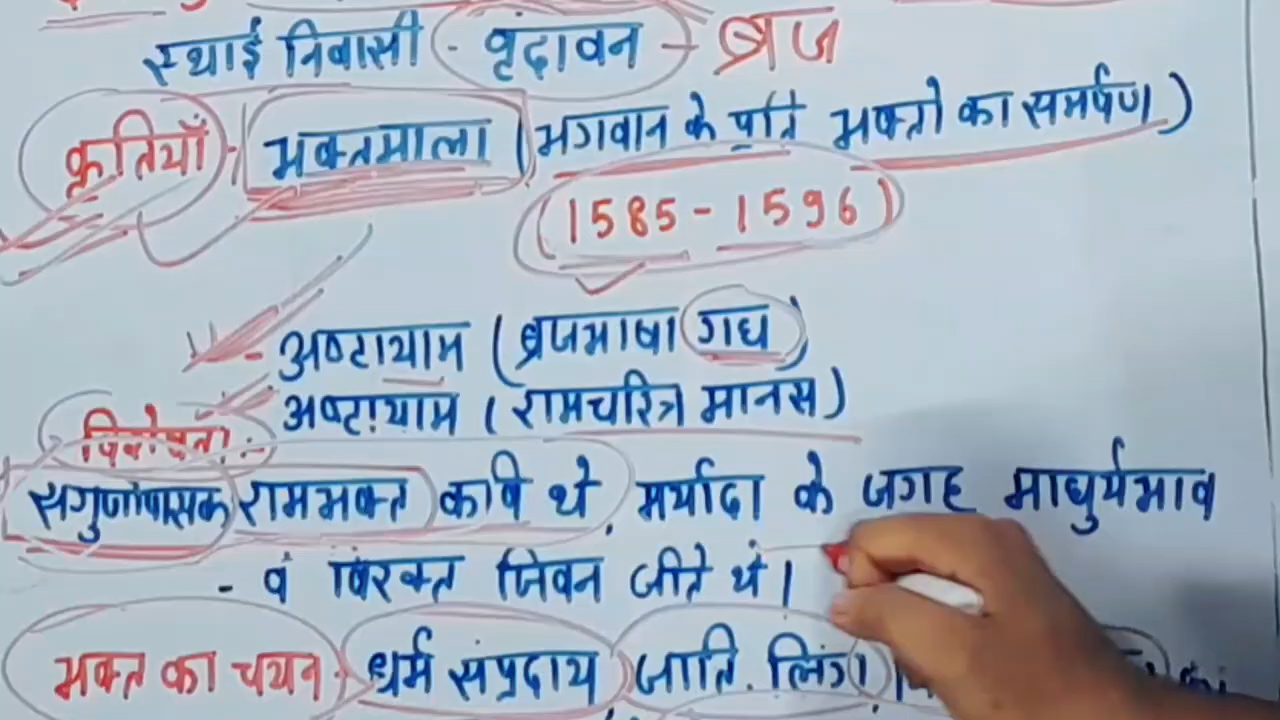 स्थाई निवासी - वृंदावन - ब्रज
कृतियाँ - भक्तमाला (भगवान के प्रति भक्तो का समर्पण)
(1585 - 1596)
- अष्टायाम (ब्रजभाषा गद्य)
अष्टायाम (रामचरित्र मानस)
विशेषता :-
सगुणोपासक रामभक्त कवि थे, मर्यादा के जगह माधुर्यभाव
- वं विरक्त जिवन जीते थे।
भक्त का चयन - धर्म संप्रदाय, जाति. लिंग,